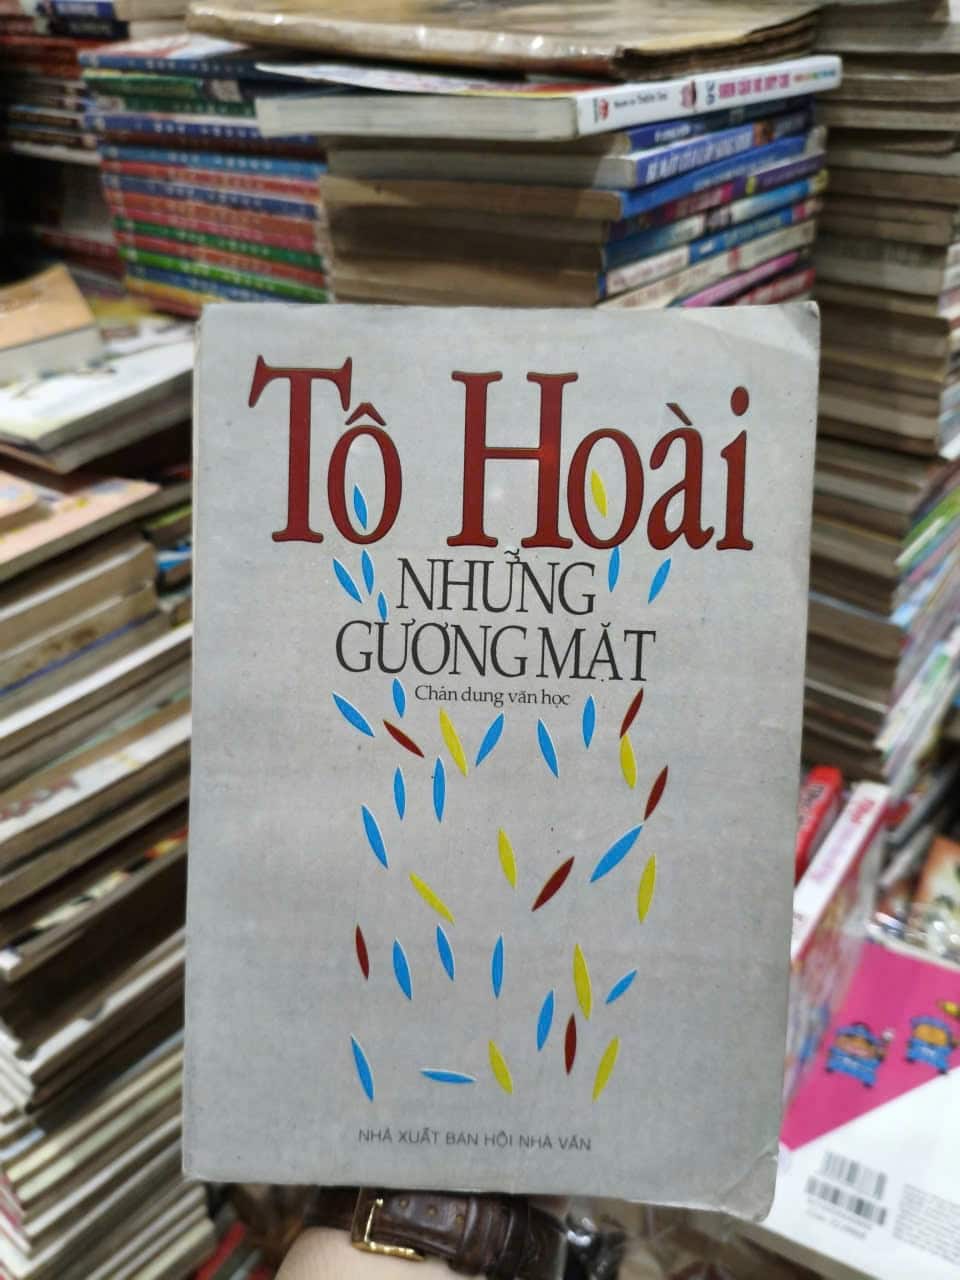 Tô Hoài
NHỮNG
GƯƠNG MẶT
Chân dung văn học
NHÀ XUẤT BẢN HỘI NHÀ VĂN